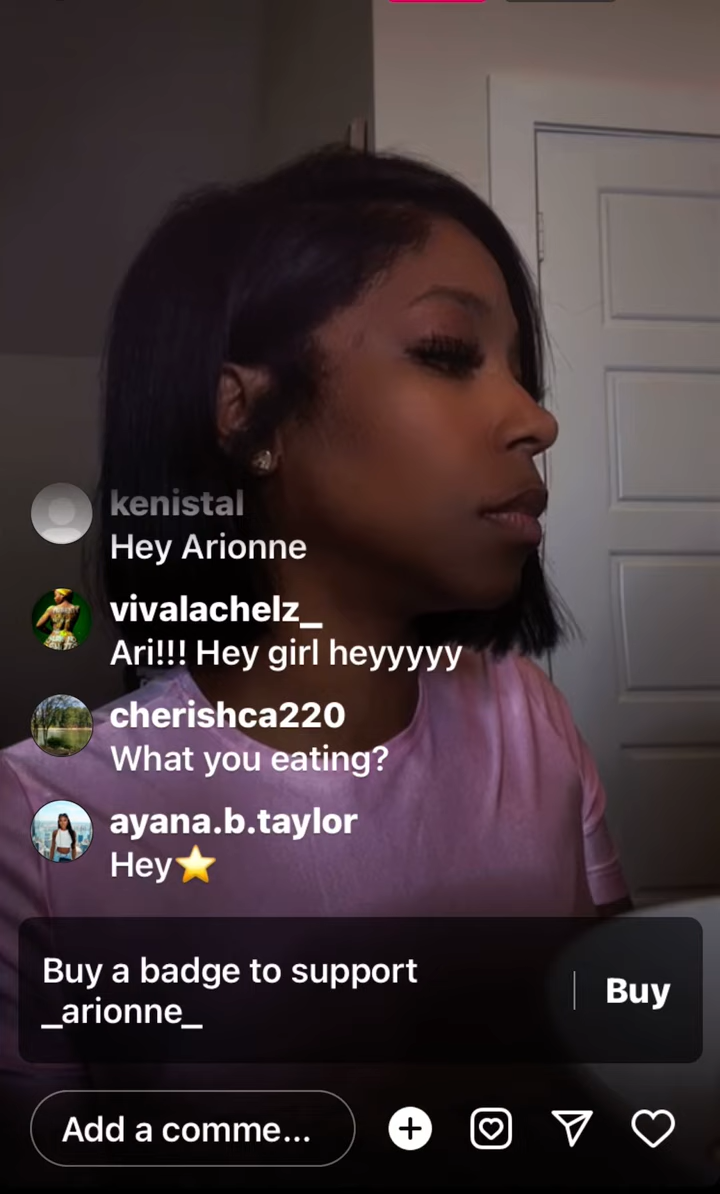 kenistal
Hey Arionne
vivalachelz_
Ari!!! Hey girl heyyyyy
cherishca220
What you eating?
ayana.b.taylor
Hey⭐
Buy a badge to support
_arionne_
Buy
Add a comme...